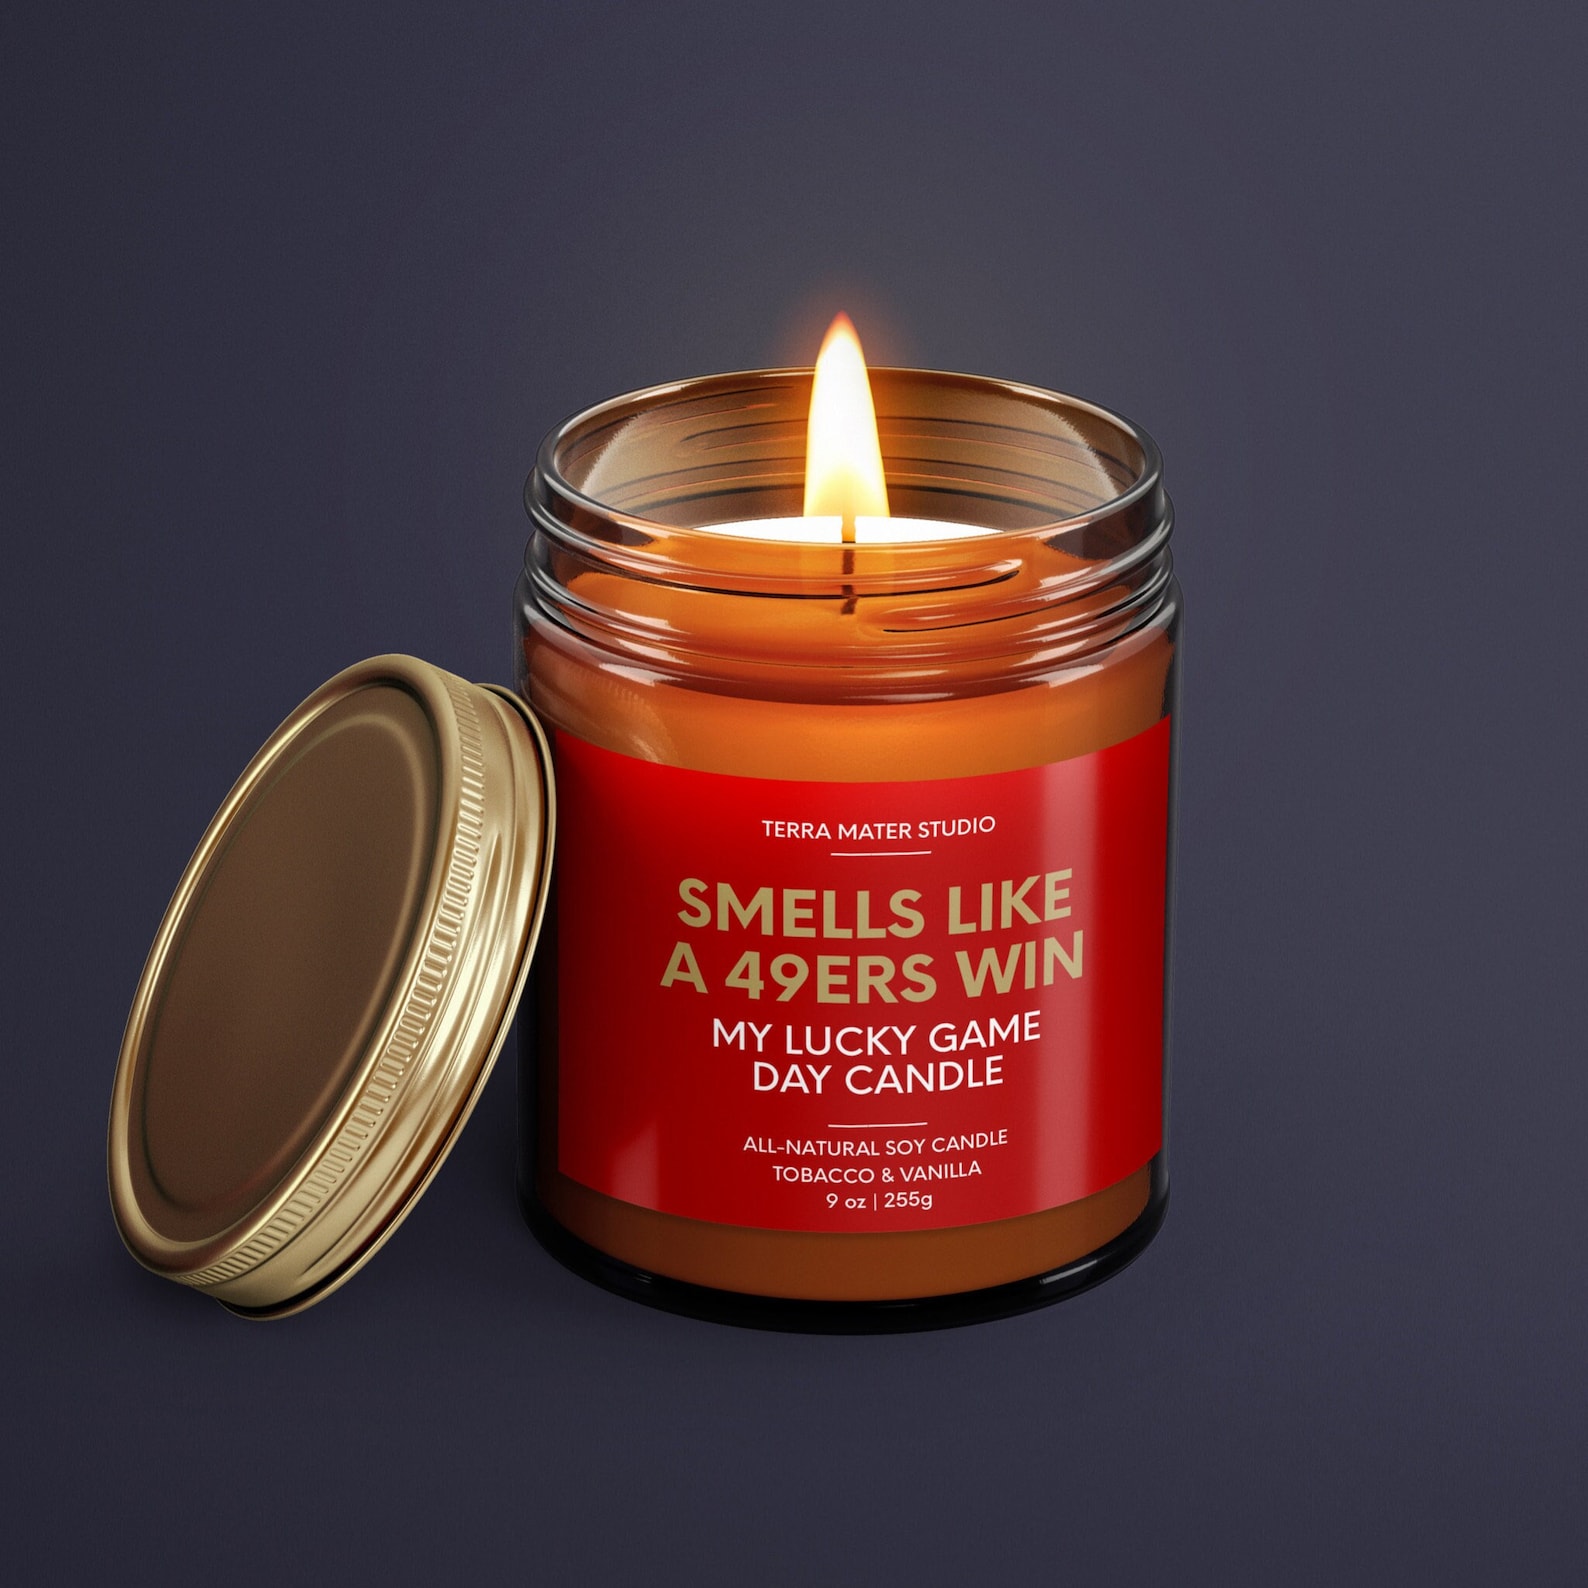 TERRA MATER STUDIO
SMELLS LIKE
A 49ERS WIN
MY LUCKY GAME
DAY CANDLE
ALL-NATURAL SOY CANDLE
TOBACCO & VANILLA
9 oz | 255g